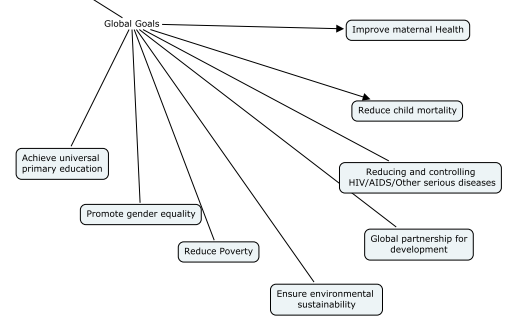 Global Goals
Improve maternal Health
Reduce child mortality
Achieve universal
primary education
Reducing and controlling
HIV/AIDS/Other serious diseases
Promote gender equality
Global partnership for
development
Reduce Poverty
Ensure environmental
sustainability